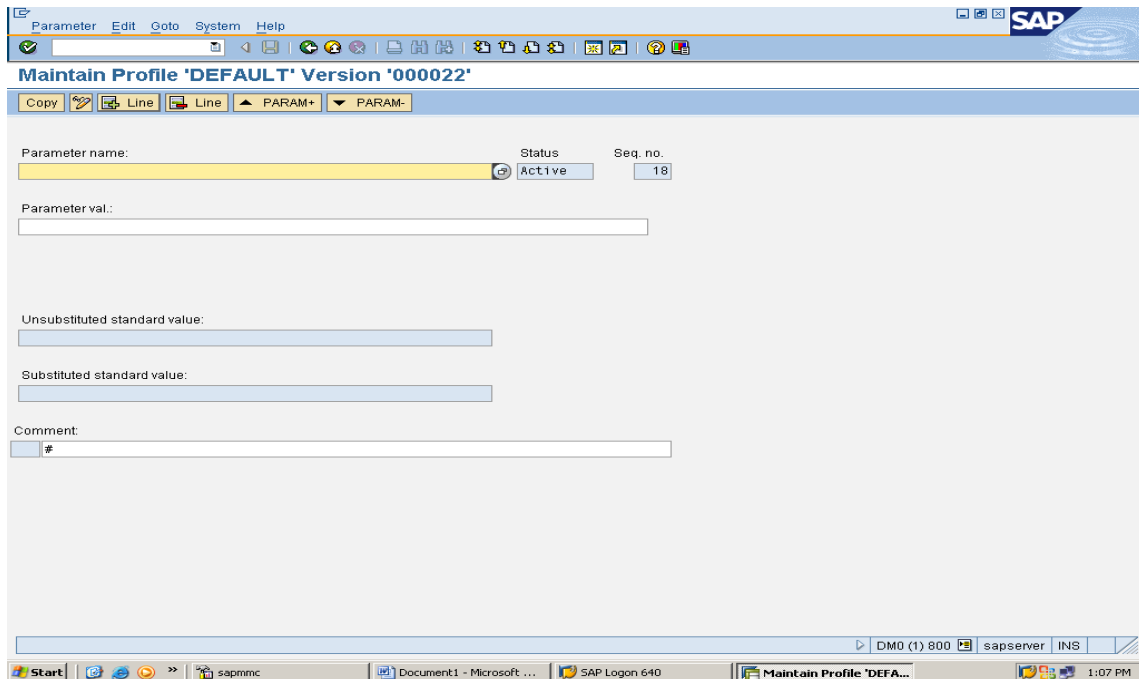 Parameter Edit Goto System Help
SAP
Maintain Profile 'DEFAULT' Version '000022'
Copy Line Line PARAM+ PARAM-
Parameter name: Status Seq. no.
Active 18
Parameter val.:
Unsubstituted standard value:
Substituted standard value:
Comment:
#
DM0 (1) 800 sapserver INS
Start » sapmmc Document1 - Microsoft ... SAP Logon 640 Maintain Profile 'DEFA... 1:07 PM